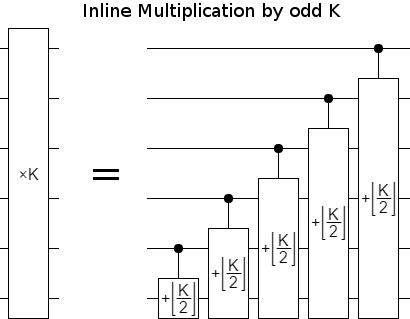 Inline Multiplication by odd K
×K
=
+⌊K/2⌋
+⌊K/2⌋
+⌊K/2⌋
+⌊K/2⌋
+⌊K/2⌋